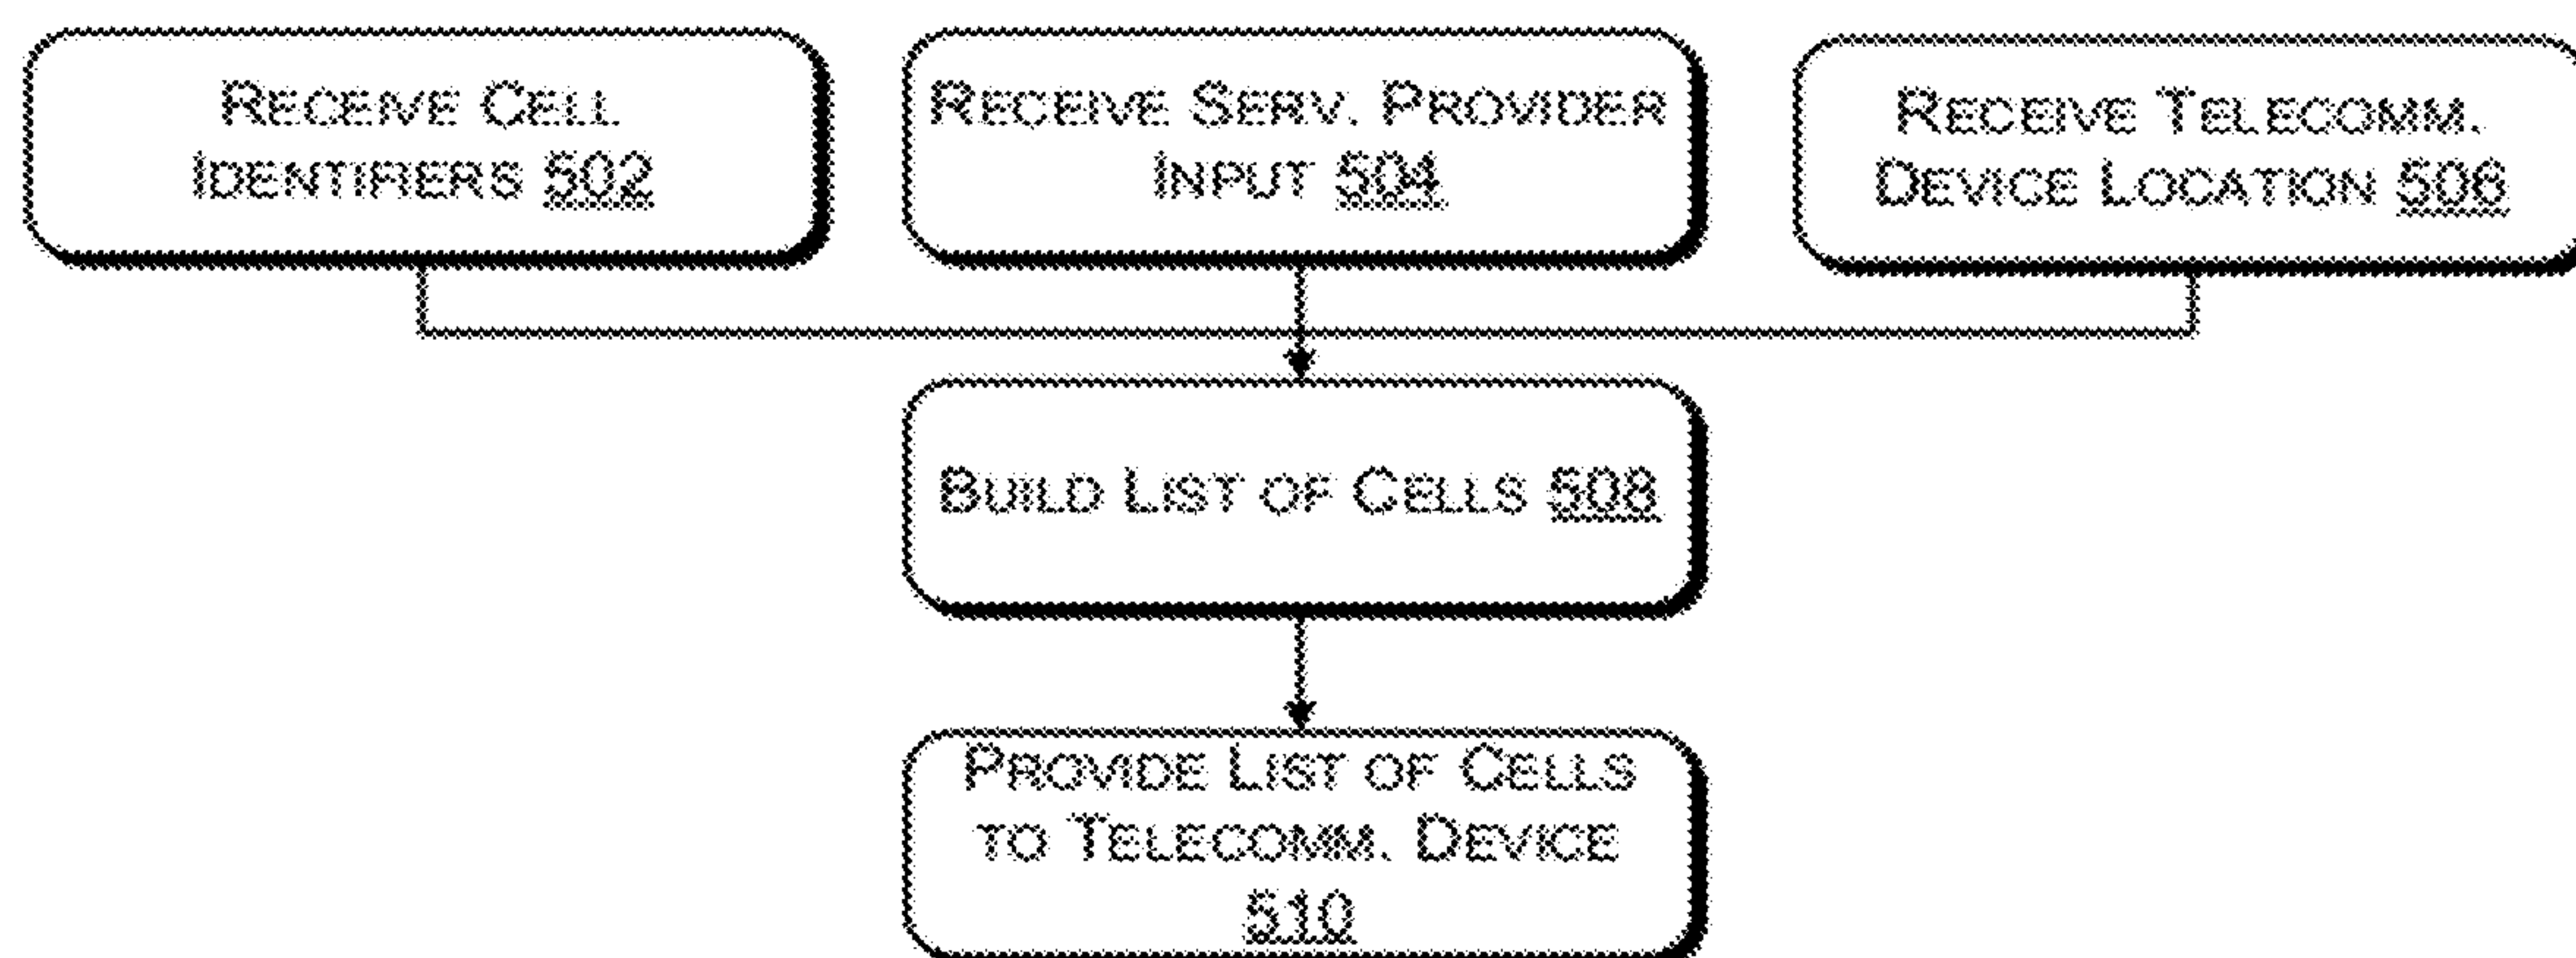 RECEIVE CELL
IDENTIFIERS 502
RECEIVE SERV. PROVIDER
INPUT 504
RECEIVE TELECOMM.
DEVICE LOCATION 506
BUILD LIST OF CELLS 508
PROVIDE LIST OF CELLS
TO TELECOMM. DEVICE
510